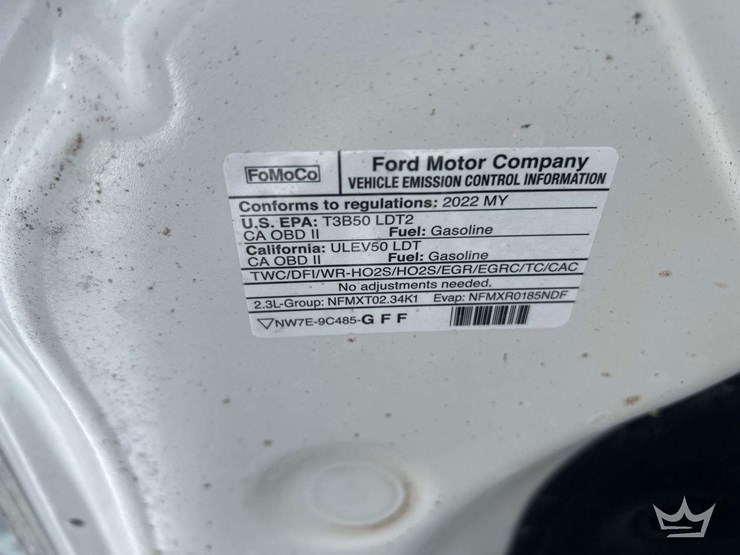 FoMoCo
Ford Motor Company
VEHICLE EMISSION CONTROL INFORMATION
Conforms to regulations: 2022 MY
U.S. EPA: T3B50 LDT2
CA OBD II Fuel: Gasoline
California: ULEV50 LDT
CA OBD II Fuel: Gasoline
TWC/DFI/WR-HO2S/HO2S/EGR/EGRC/TC/CAC
No adjustments needed.
2.3L-Group: NFMXT02.34K1 Evap: NFMXR0185NDF
NW7E-9C485-G F F